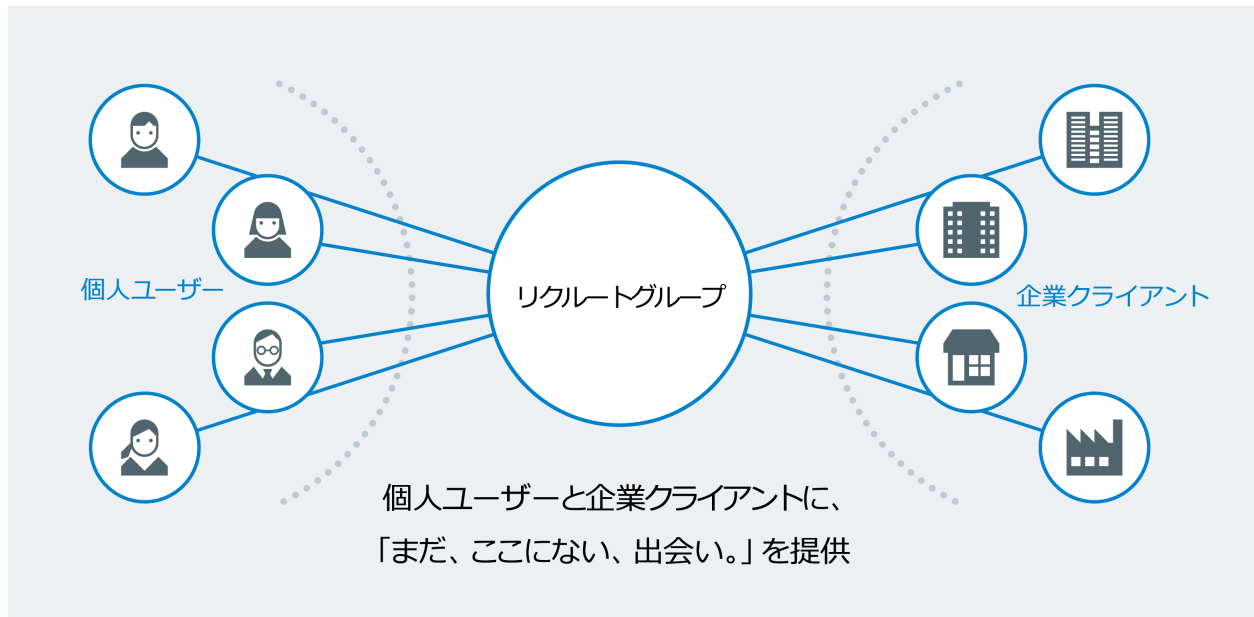 個人ユーザー
リクルートグループ
企業クライアント
個人ユーザーと企業クライアントに、
「まだ、ここにない、出会い。」を提供